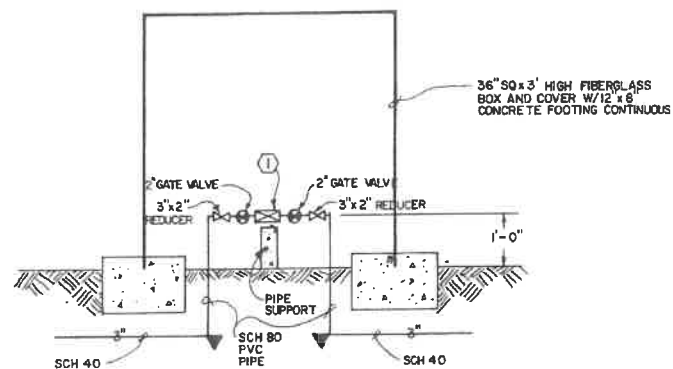 36" SQ x 3' HIGH FIBERGLASS
BOX AND COVER W/12" x 8"
CONCRETE FOOTING CONTINUOUS
1
2" GATE VALVE
2" GATE VALVE
3" x 2"
REDUCER
3" x 2" REDUCER
1'-0"
PIPE
SUPPORT
3"
SCH 80
PVC
PIPE
3"
SCH 40
SCH 40